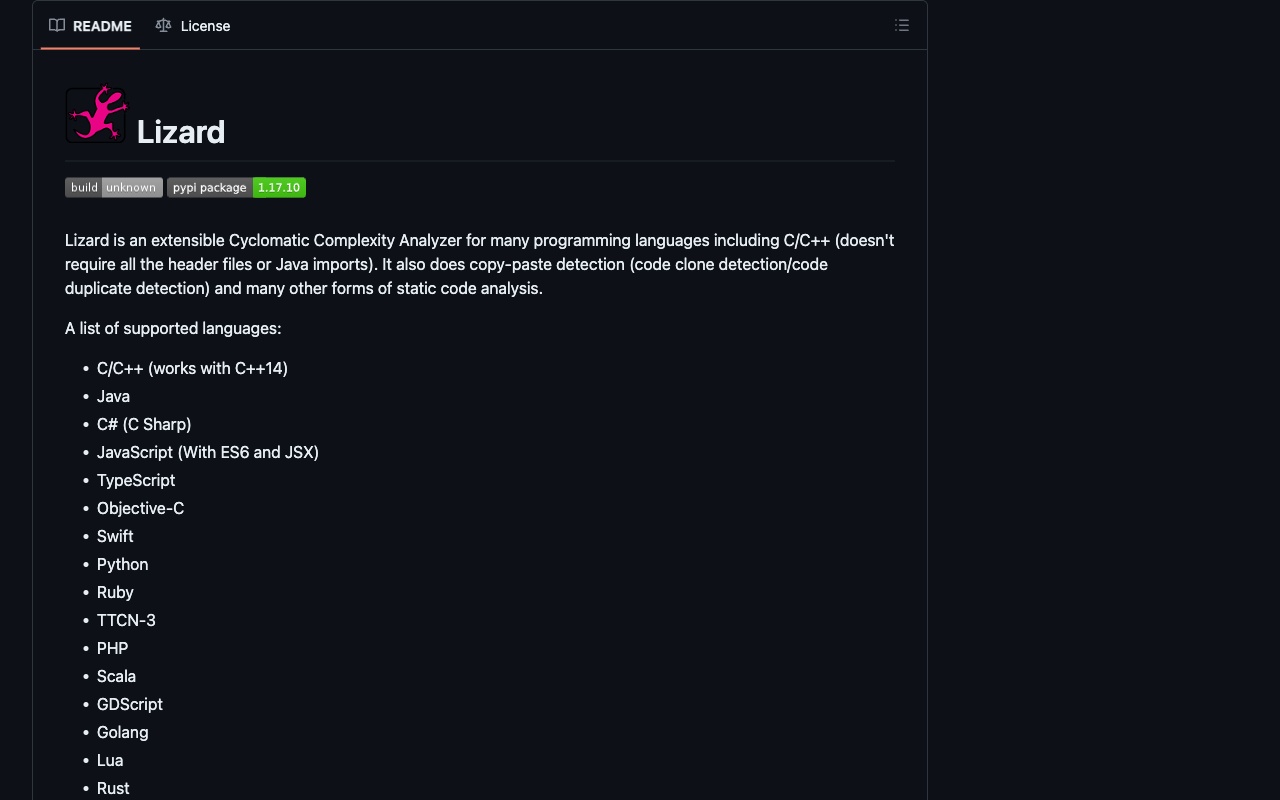 README License
Lizard
build unknown pypi package 1.17.10
Lizard is an extensible Cyclomatic Complexity Analyzer for many programming languages including C/C++ (doesn't
require all the header files or Java imports). It also does copy-paste detection (code clone detection/code
duplicate detection) and many other forms of static code analysis.
A list of supported languages:
• C/C++ (works with C++14)
• Java
• C# (C Sharp)
• JavaScript (With ES6 and JSX)
• TypeScript
• Objective-C
• Swift
• Python
• Ruby
• TTCN-3
• PHP
• Scala
• GDScript
• Golang
• Lua
• Rust